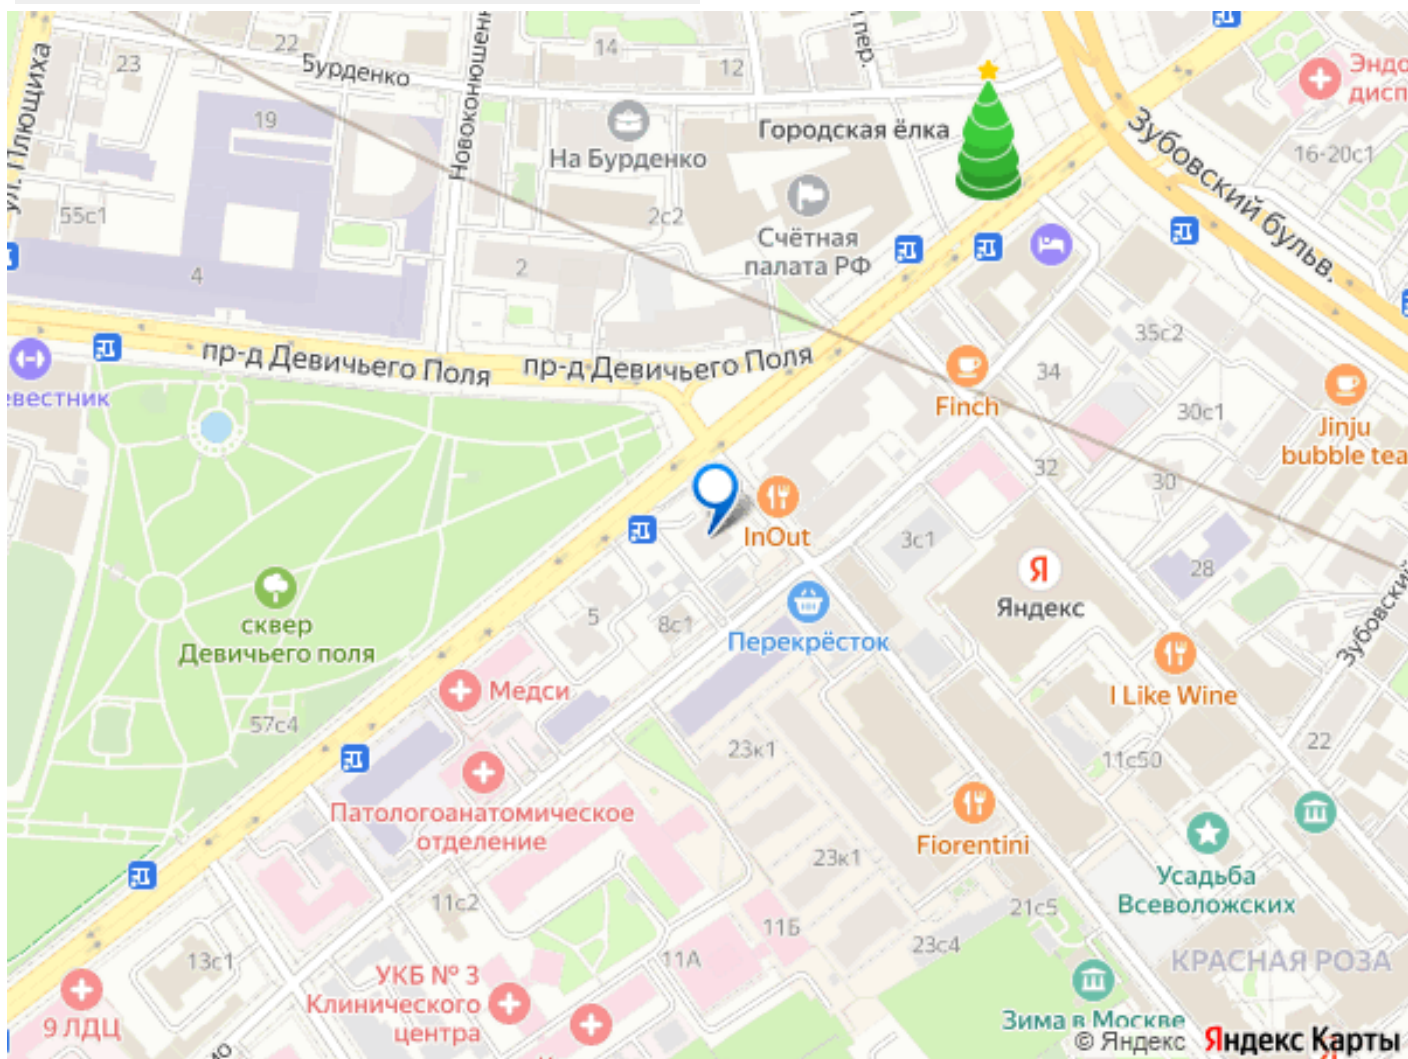 22
14
23
Бурденко
12
пер.
Эндо
дисп
ул. Плющиха
19
Новоконюшенн
Городская ёлка
Зубовский бульв.
На Бурденко
16-20с1
55с1
2с2
Счётная
палата РФ
4
2
35с2
пр-д Девичьего Поля
пр-д Девичьего Поля
34
евестник
Finch
30с1
Jinju
bubble tea
32
30
InOut
3с1
28
Яндекс
Я
сквер
Девичьего поля
5
8с1
Перекрёсток
Зубовский
Медси
I Like Wine
57с4
23к1
11с50
22
Патологоанатомическое
отделение
Fiorentini
23к1
Усадьба
Всеволожских
11с2
21с5
11Б
23с4
13с1
11А
КРАСНАЯ РОЗА
УКБ № 3
Клинического
центра
9 ЛДЦ
Зима в Москве
© Яндекс Яндекс Карты